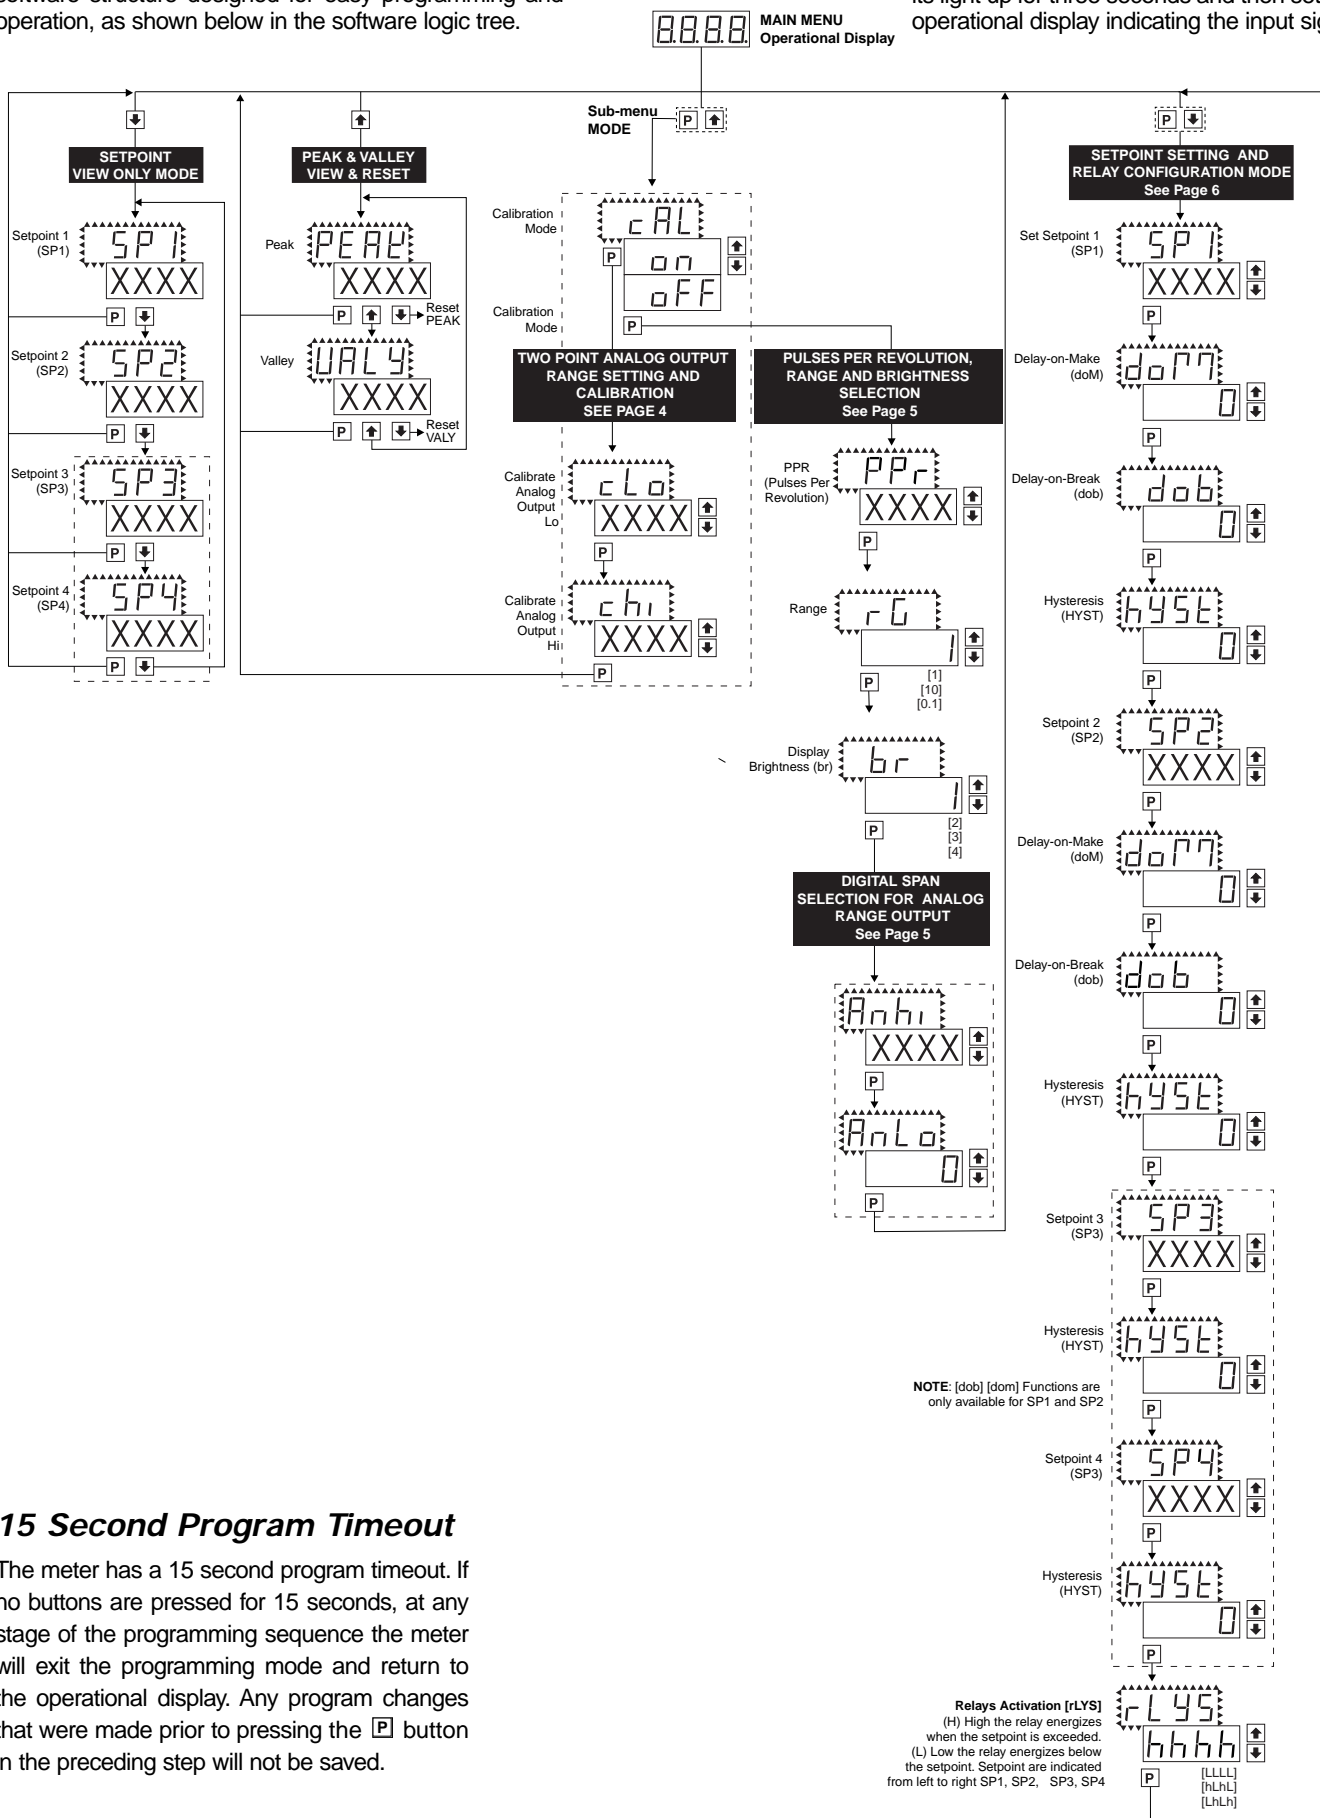 software structure designed for easy programming and
operation, as shown below in the software logic tree.
its light up for three seconds and then
operational display indicating the input
8.8.8.8.
MAIN MENU
Operational Display
Sub-menu
MODE
P
P
SETPOINT
VIEW ONLY MODE
Setpoint 1
(SP1)
SP1
XXXX
P
Setpoint 2
(SP2)
SP2
XXXX
P
Setpoint 3
(SP3)
SP3
XXXX
P
Setpoint 4
(SP4)
SP4
XXXX
P
PEAK & VALLEY
VIEW & RESET
Peak
PEAK
XXXX
P
Reset
PEAK
Valley
VALY
XXXX
P
Reset
VALY
Calibration
Mode
cAL
P
on
oFF
Calibration
Mode
P
TWO POINT ANALOG OUTPUT
RANGE SETTING AND
CALIBRATION
SEE PAGE 4
Calibrate
Analog
Output
Lo
cLo
XXXX
P
Calibrate
Analog
Output
Hi
chi
XXXX
P
PULSES PER REVOLUTION,
RANGE AND BRIGHTNESS
SELECTION
See Page 5
PPR
(Pulses Per
Revolution)
PPr
XXXX
P
Range
rG
1
P
[1]
[10]
[0.1]
Display
Brightness (br)
br
1
P
[2]
[3]
[4]
DIGITAL SPAN
SELECTION FOR ANALOG
RANGE OUTPUT
See Page 5
Anhi
XXXX
P
AnLo
0
P
SETPOINT SETTING AND
RELAY CONFIGURATION MODE
See Page 6
Set Setpoint 1
(SP1)
SP1
XXXX
P
Delay-on-Make
(doM)
doM
0
P
Delay-on-Break
(dob)
dob
0
P
Hysteresis
(HYST)
hYSt
0
P
Setpoint 2
(SP2)
SP2
XXXX
P
Delay-on-Make
(doM)
doM
0
P
Delay-on-Break
(dob)
dob
0
P
Hysteresis
(HYST)
hYSt
0
P
Setpoint 3
(SP3)
SP3
XXXX
P
Hysteresis
(HYST)
hYSt
0
NOTE: [dob] [dom] Functions are
only available for SP1 and SP2
P
Setpoint 4
(SP3)
SP4
XXXX
P
Hysteresis
(HYST)
hYSt
0
P
Relays Activation [rLYS]
(H) High the relay energizes
when the setpoint is exceeded.
(L) Low the relay energizes below
the setpoint. Setpoint are indicated
from left to right SP1, SP2, SP3, SP4
rLYS
hhhh
P
[LLLL]
[hLhL]
[LhLh]
15 Second Program Timeout
The meter has a 15 second program timeout. If
no buttons are pressed for 15 seconds, at any
stage of the programming sequence the meter
will exit the programming mode and return to
the operational display. Any program changes
that were made prior to pressing the P button
in the preceding step will not be saved.